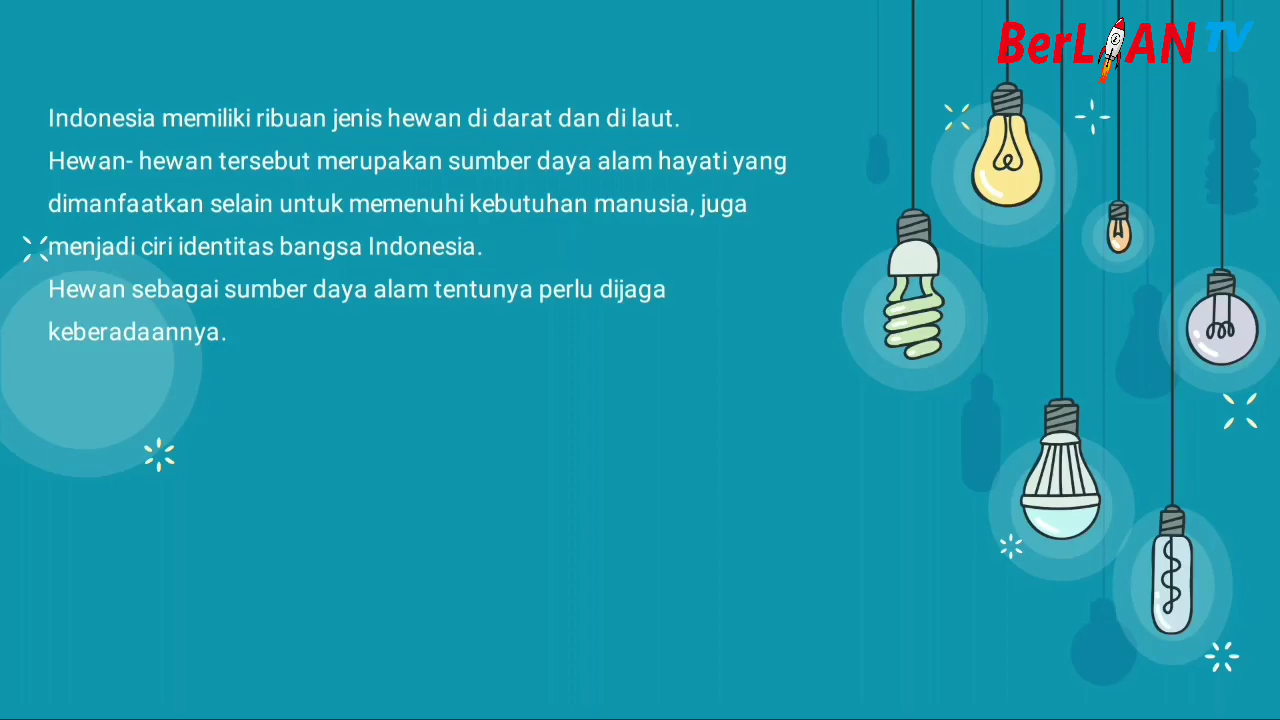 BerLIAN TV
Indonesia memiliki ribuan jenis hewan di darat dan di laut.
Hewan- hewan tersebut merupakan sumber daya alam hayati yang
dimanfaatkan selain untuk memenuhi kebutuhan manusia, juga
menjadi ciri identitas bangsa Indonesia.
Hewan sebagai sumber daya alam tentunya perlu dijaga
keberadaannya.